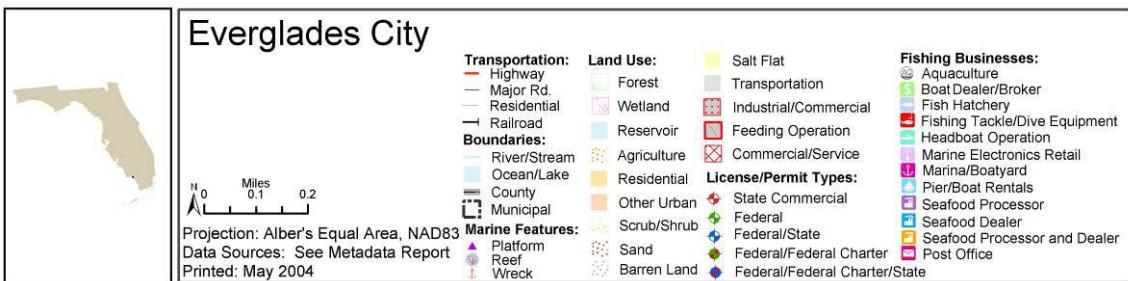 Everglades City
N
Miles
0 0.1 0.2
Projection: Alber's Equal Area, NAD83
Data Sources: See Metadata Report
Printed: May 2004
Transportation:
Highway
Major Rd.
Residential
Railroad
Boundaries:
River/Stream
Ocean/Lake
County
Municipal
Marine Features:
Platform
Reef
Wreck
Land Use:
Forest
Wetland
Reservoir
Agriculture
Residential
Other Urban
Scrub/Shrub
Sand
Barren Land
Salt Flat
Transportation
Industrial/Commercial
Feeding Operation
Commercial/Service
License/Permit Types:
State Commercial
Federal
Federal/State
Federal/Federal Charter
Federal/Federal Charter/State
Fishing Businesses:
Aquaculture
Boat Dealer/Broker
Fish Hatchery
Fishing Tackle/Dive Equipment
Headboat Operation
Marine Electronics Retail
Marina/Boatyard
Pier/Boat Rentals
Seafood Processor
Seafood Dealer
Seafood Processor and Dealer
Post Office